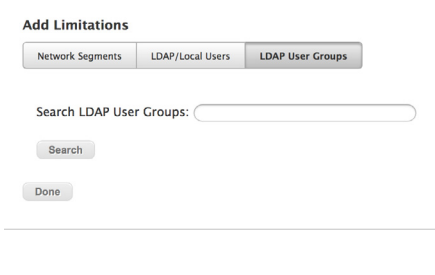 Add Limitations
Network Segments LDAP/Local Users LDAP User Groups
Search LDAP User Groups:
Search
Done